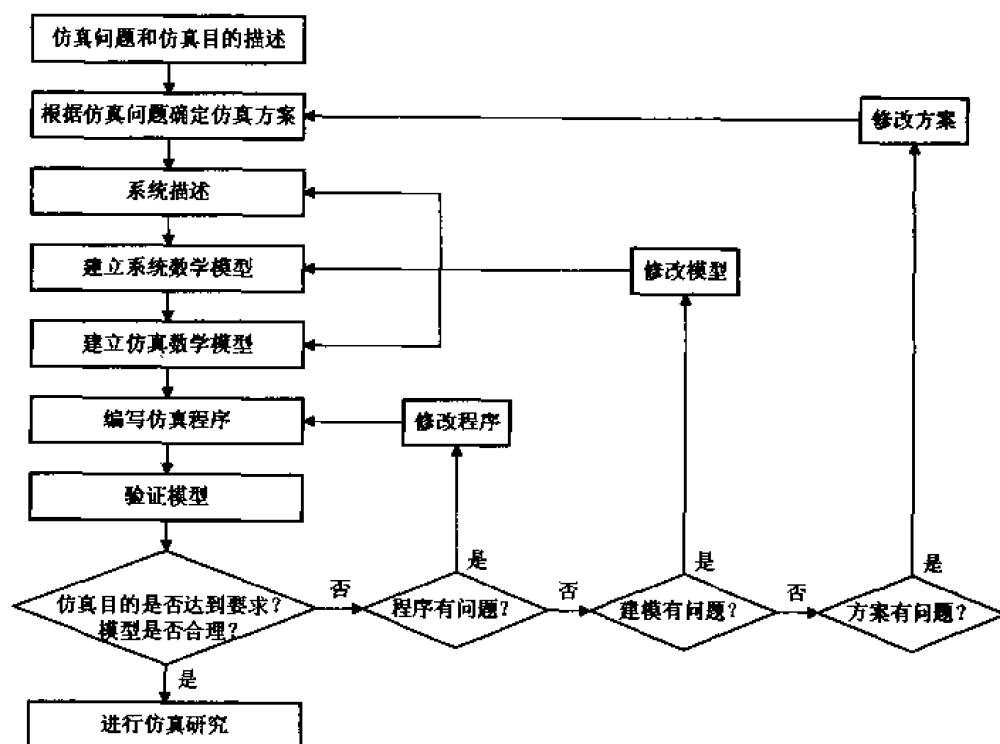 仿真问题和仿真目的描述
根据仿真问题确定仿真方案
修改方案
系统描述
建立系统数学模型
修改模型
建立仿真数学模型
编写仿真程序
修改程序
验证模型
仿真目的是否达到要求？
模型是否合理？
否
程序有问题？
是
否
建模有问题？
是
否
方案有问题？
是
是
进行仿真研究